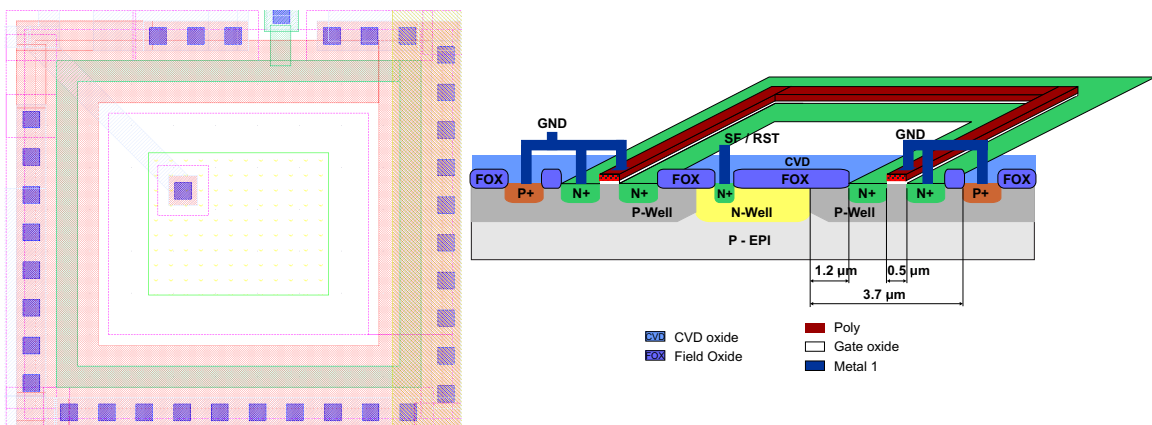 GND
SF / RST
GND
CVD
FOX
FOX
FOX
FOX
P+
N+
N+
N+
N+
N+
P+
P-Well
N-Well
P-Well
P - EPI
1.2 µm
0.5 µm
3.7 µm
CVD CVD oxide
FOX Field Oxide
Poly
Gate oxide
Metal 1